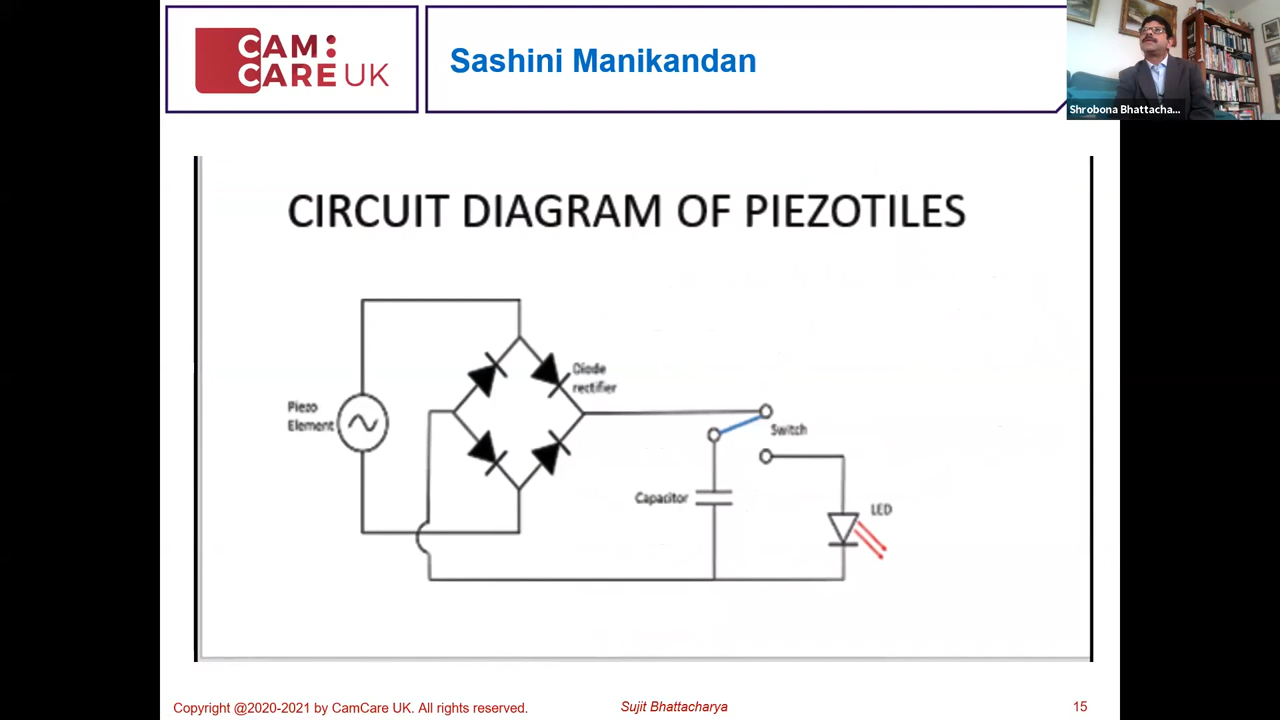 CAM:
CARE UK
Sashini Manikandan
Shrobona Bhattacha...
CIRCUIT DIAGRAM OF PIEZOTILES
Diode
rectifier
Piezo
Element
Switch
Capacitor
LED
Copyright @2020-2021 by CamCare UK. All rights reserved.
Sujit Bhattacharya
15